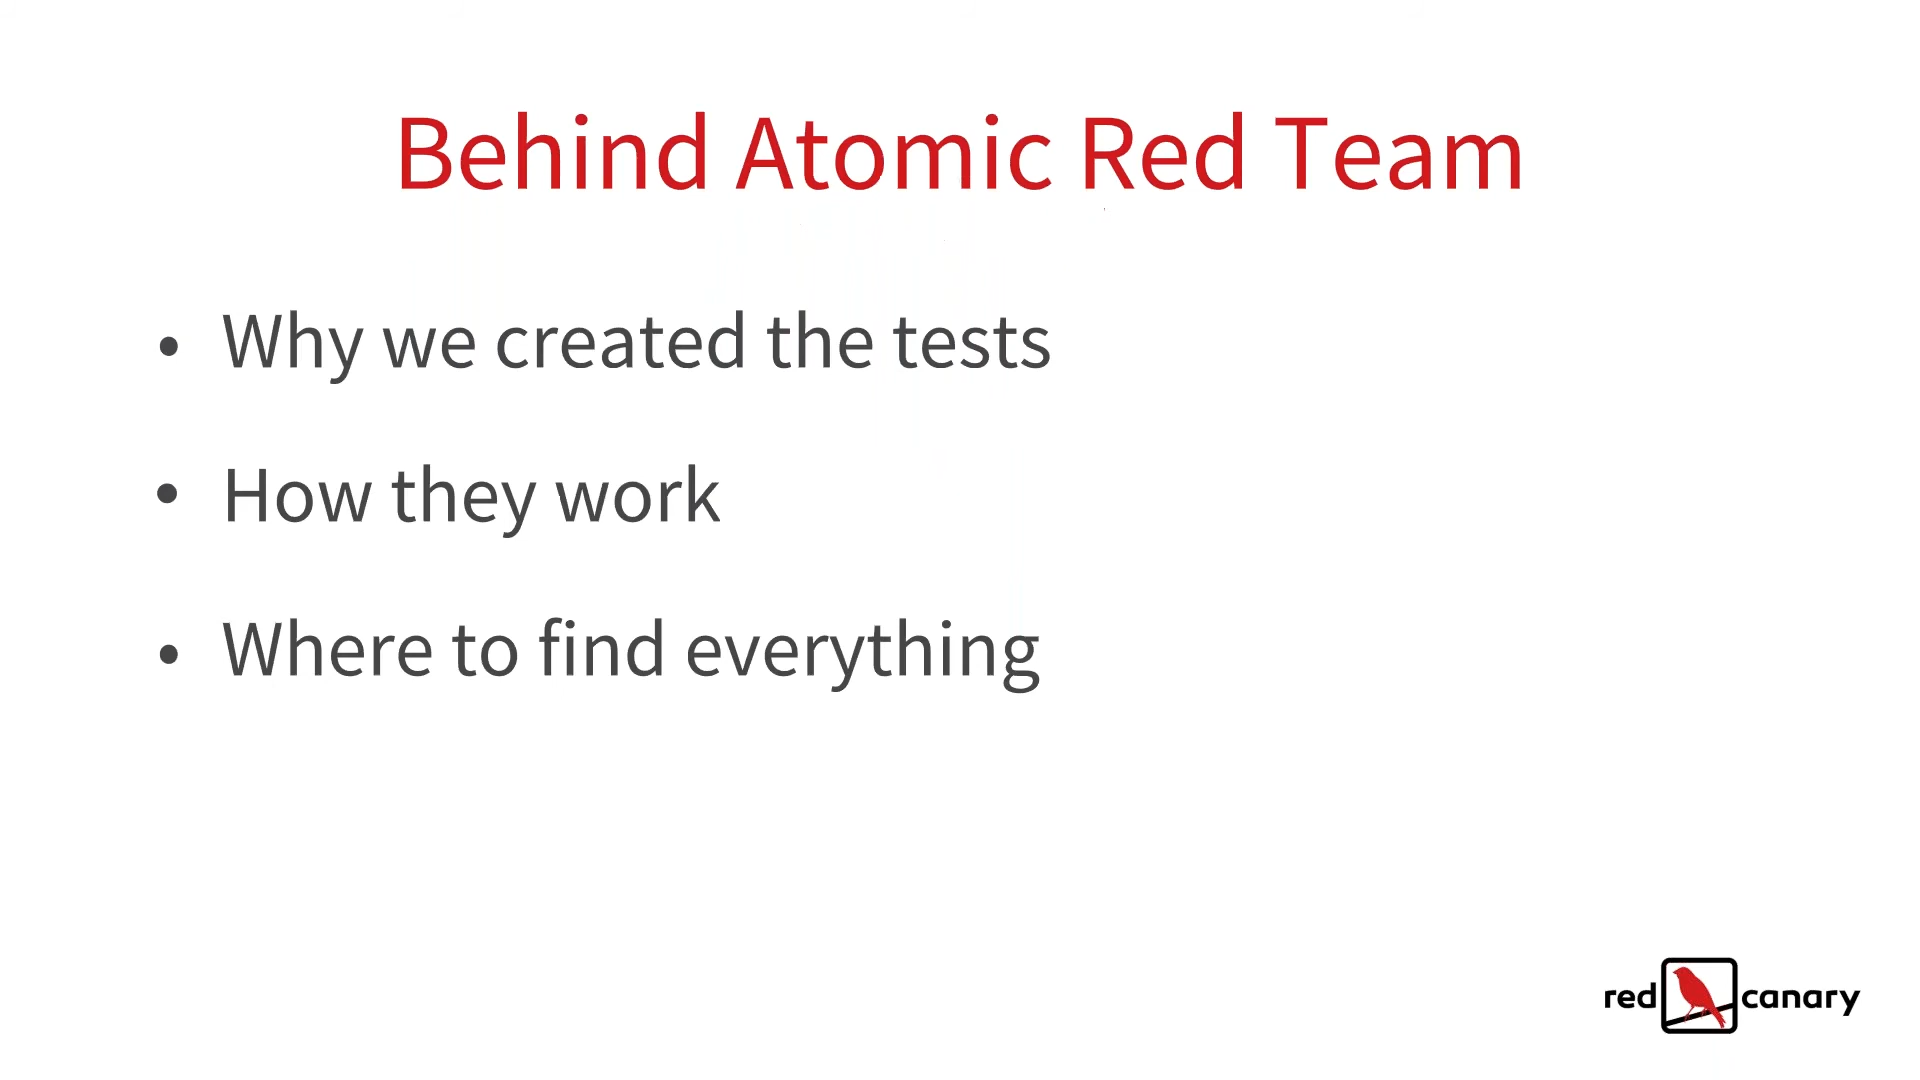 Behind Atomic Red Team
• Why we created the tests
• How they work
• Where to find everything
red canary